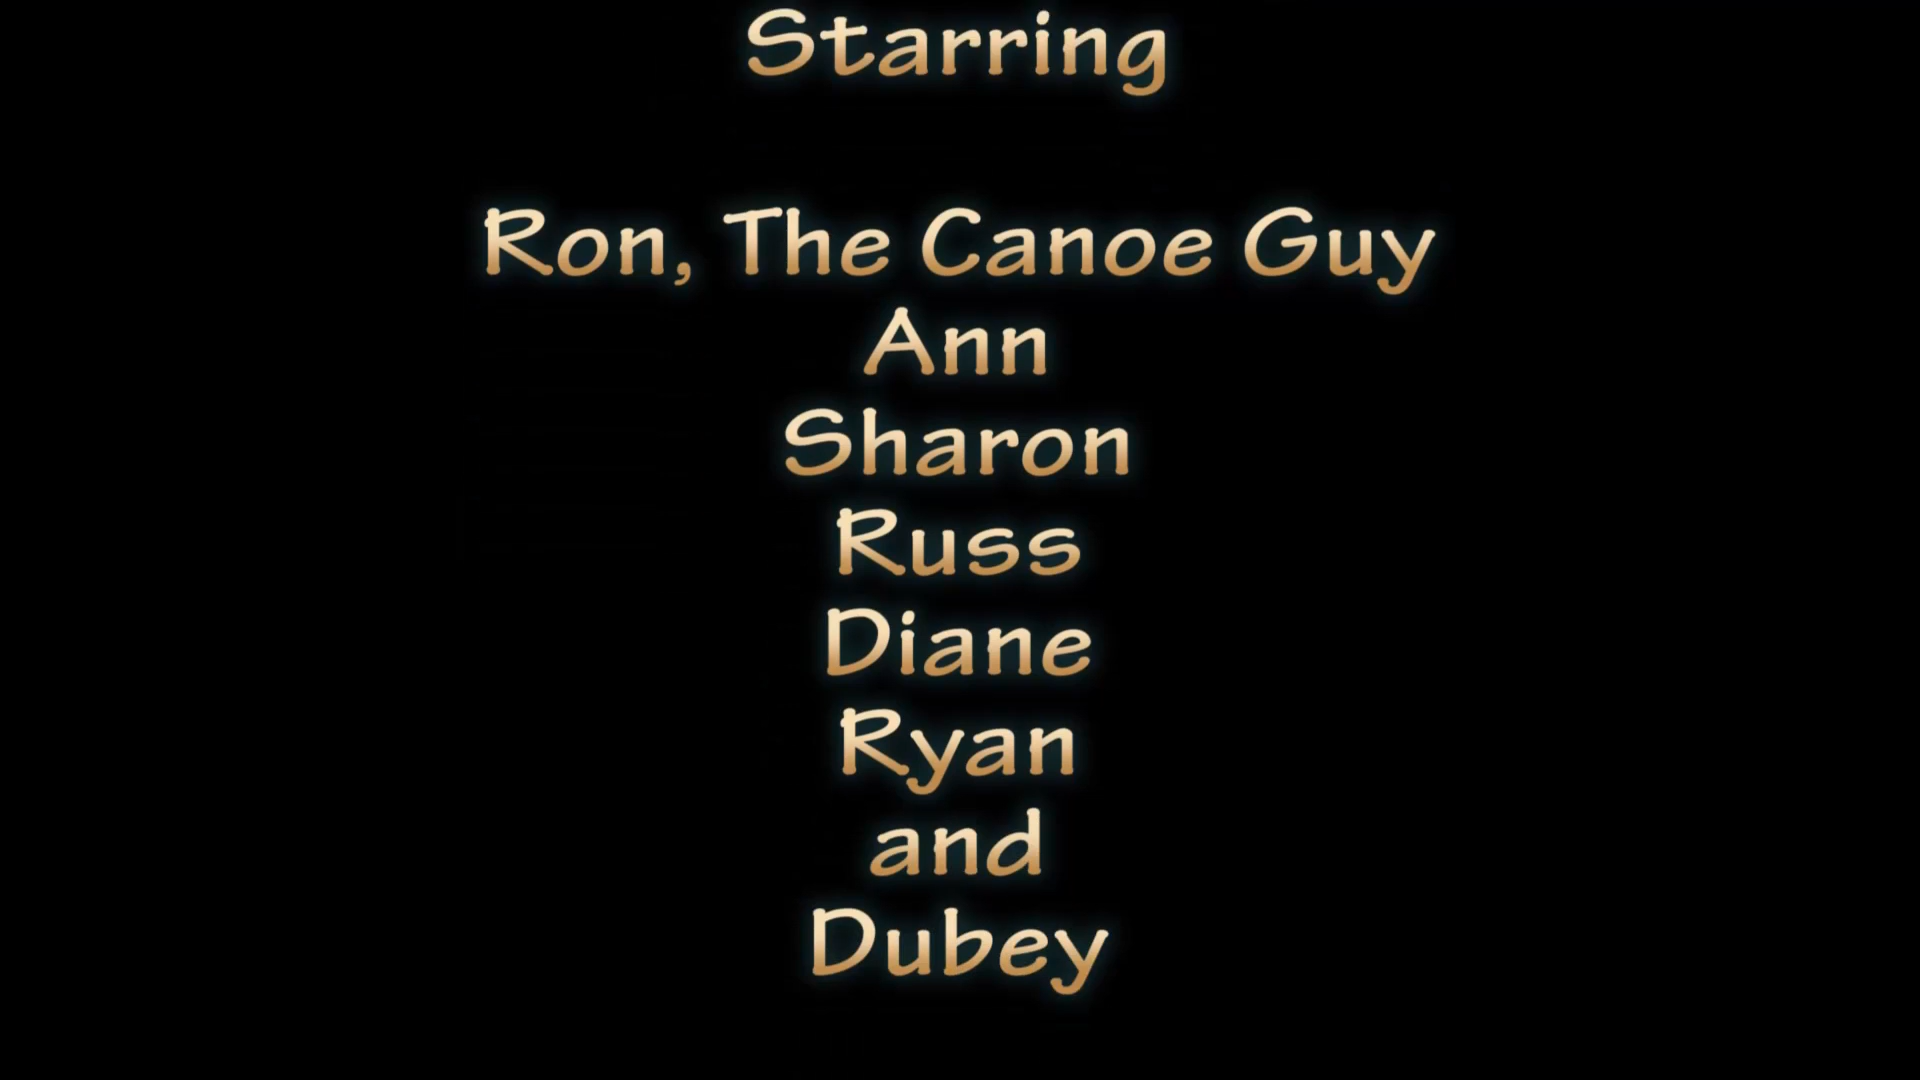 Starring
Ron, The Canoe Guy
Ann
Sharon
Russ
Diane
Ryan
and
Dubey